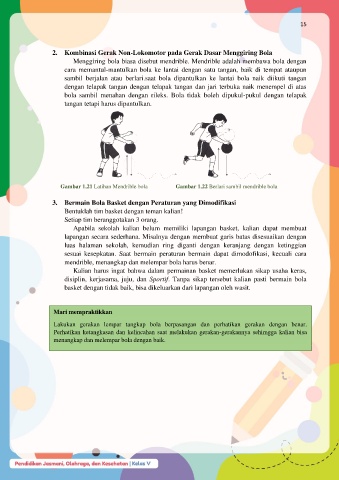 15
2. Kombinasi Gerak Non-Lokomotor pada Gerak Dasar Menggiring Bola
Menggiring bola biasa disebut mendrible. Mendrible adalah membawa bola dengan
cara memantul-mantulkan bola ke lantai dengan satu tangan, baik di tempat ataupun
sambil berjalan atau berlari.saat bola dipantulkan ke lantai bola naik diikuti tangan
dengan telapak tangan dengan telapak tangan dan jari terbuka naik menempel di atas
bola sambil menahan dengan rileks. Bola tidak boleh dipukul-pukul dengan telapak
tangan tetapi harus dipantulkan.
Gambar 1.21 Latihan Mendrible bola
Gambar 1.22 Berlari sambil mendrible bola
3. Bermain Bola Basket dengan Peraturan yang Dimodifikasi
Bentuklah tim basket dengan teman kalian!
Setiap tim beranggotakan 3 orang.
Apabila sekolah kalian belum memiliki lapangan basket, kalian dapat membuat
lapangan secara sederhana. Misalnya dengan membuat garis batas disesuaikan dengan
luas halaman sekolah, kemudian ring diganti dengan keranjang dengan ketinggian
sesuai kesepakatan. Saat bermain peraturan bermain dapat dimodofikasi, kecuali cara
mendrible, menangkap dan melempar bola harus benar.
Kalian harus ingat bahwa dalam permainan basket memerlukan sikap usaha keras,
disiplin, kerjasama, juju, dan Sportif. Tanpa sikap tersebut kalian pasti bermain bola
basket dengan tidak baik, bisa dikeluarkan dari lapangan oleh wasit.
Mari mempraktikkan
Lakukan gerakan lempar tangkap bola berpasangan dan perhatikan gerakan dengan benar.
Perhatikan ketangkasan dan kelincahan saat melakukan gerakan-gerakannya sehingga kalian bisa
menangkap dan melempar bola dengan baik.
Pendidikan Jasmani, Olahraga, dan Kesehatan | Kelas V